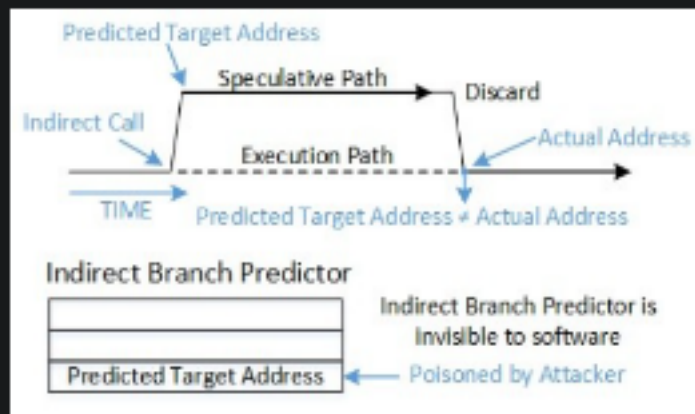 Predicted Target Address
Speculative Path
Discard
Indirect Call
Actual Address
Execution Path
TIME
Predicted Target Address ≠ Actual Address
Indirect Branch Predictor
Indirect Branch Predictor is
invisible to software
Predicted Target Address
Poisoned by Attacker